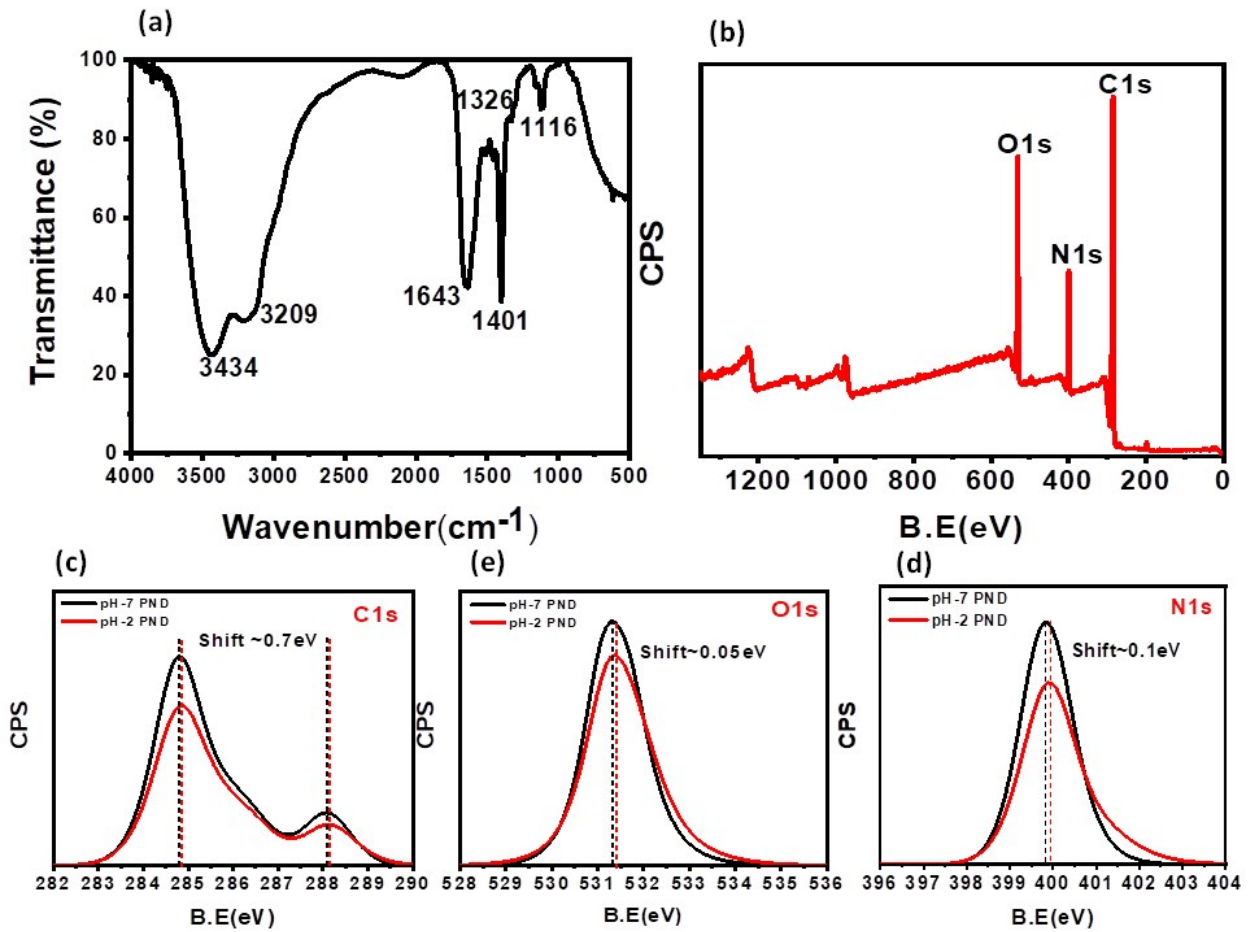 (a)
100
80
60
40
20
0
Transmittance (%)
1326
1116
3209
3434
1643
1401
4000 3500 3000 2500 2000 1500 1000 500
Wavenumber(cm-1)
(b)
CPS
O1s
N1s
C1s
1200 1000 800 600 400 200 0
B.E(eV)
(c)
pH-7 PND
pH-2 PND
C1s
Shift ~0.7eV
CPS
282 283 284 285 286 287 288 289 290
B.E(eV)
(e)
pH-7 PND
pH-2 PND
O1s
Shift~0.05eV
CPS
528 529 530 531 533 534 535 536
B.E(eV)
(d)
pH-7 PND
pH-2 PND
N1s
Shift~0.1eV
CPS
396 397 398 399 400 401 402 403 404
B.E(eV)